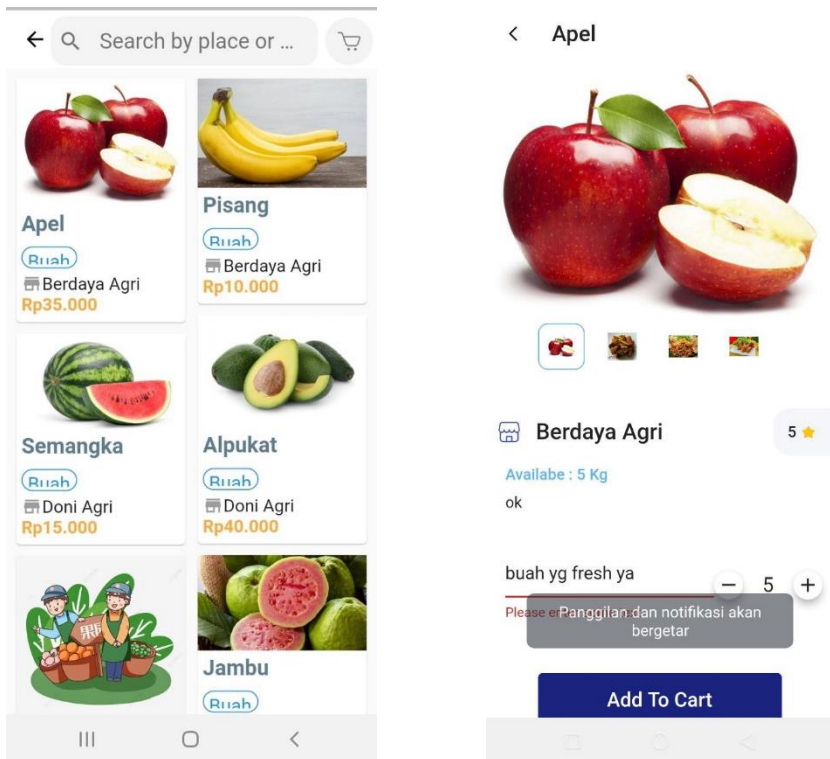 Search by place or ...
Apel
Buah
Berdaya Agri
Rp35.000
Pisang
Buah
Berdaya Agri
Rp10.000
Semangka
Buah
Doni Agri
Rp15.000
Alpukat
Buah
Doni Agri
Rp40.000
Jambu
Buah
Apel
Berdaya Agri
5
Availabe : 5 Kg
ok
buah yg fresh ya
5
Please
Panggilan dan notifikasi akan
bergetar
Add To Cart